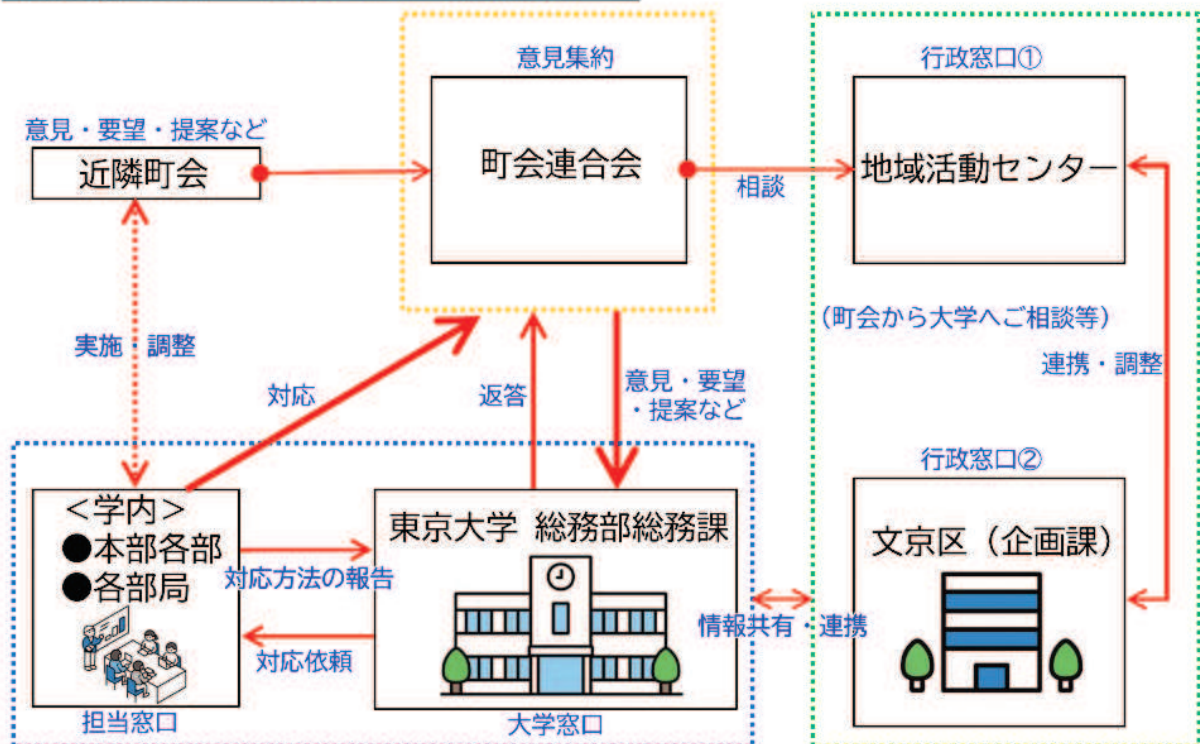 意見集約
行政窓口①
意見・要望・提案など
近隣町会
町会連合会
相談
地域活動センター
(町会から大学へご相談等)
実施・調整
対応
返答
意見・要望
・提案など
連携・調整
行政窓口②
＜学内＞
●本部各部
●各部局
対応方法の報告
対応依頼
東京大学 総務部総務課
情報共有・連携
文京区（企画課）
担当窓口
大学窓口